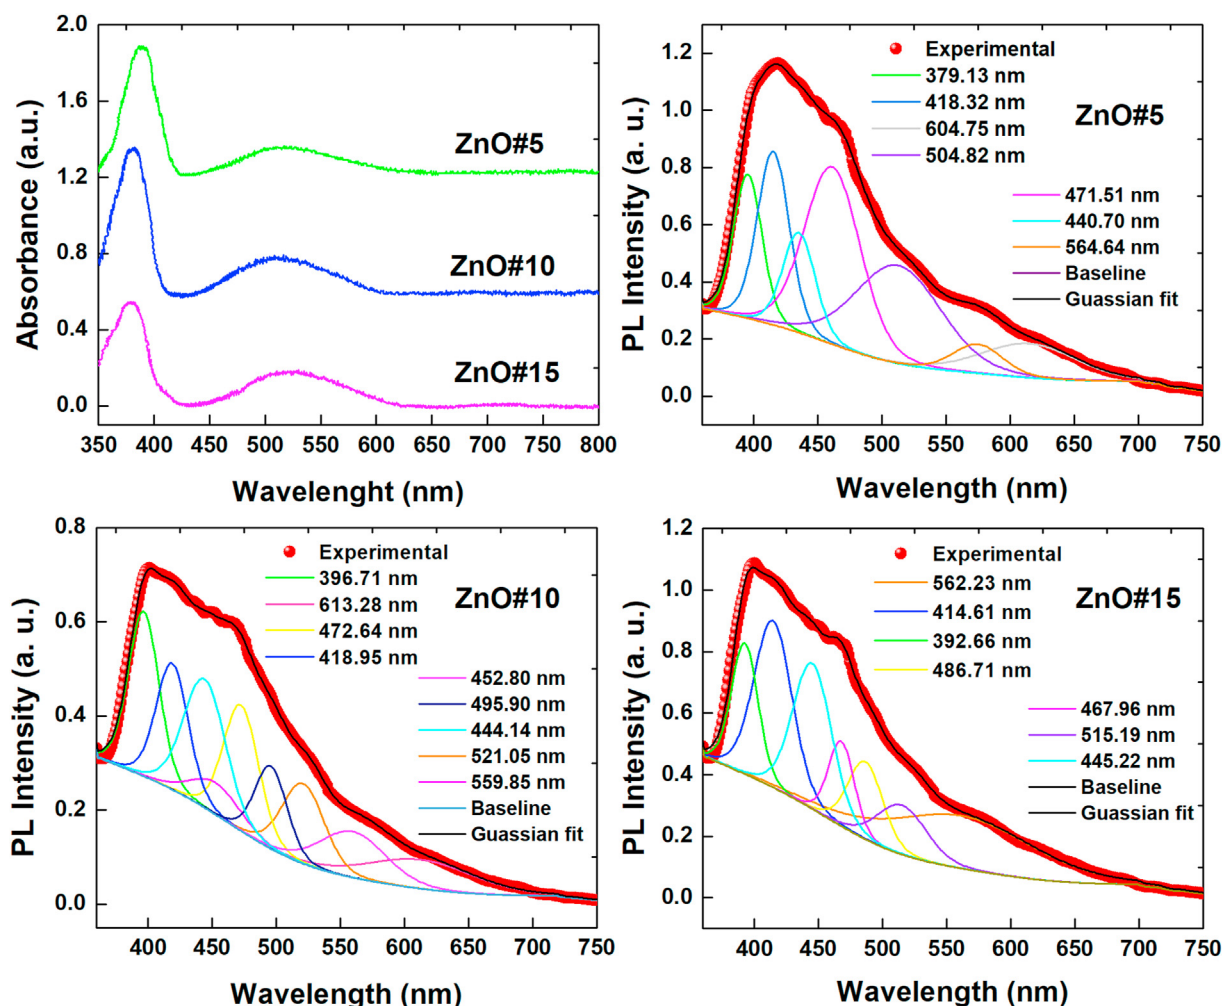 2.0
1.6
1.2
0.8
0.4
0.0
Absorbance (a.u.)
ZnO#5
ZnO#10
ZnO#15
350 400 450 500 550 600 650 700 750 800
Wavelenght (nm)
1.2
1.0
0.8
0.6
0.4
0.2
0.0
PL Intensity (a. u.)
Experimental
379.13 nm
418.32 nm
604.75 nm
504.82 nm
ZnO#5
471.51 nm
440.70 nm
564.64 nm
Baseline
Guassian fit
400 450 500 550 600 650 700 750
Wavelength (nm)
0.8
0.6
0.4
0.2
0.0
PL Intensity (a. u.)
Experimental
396.71 nm
613.28 nm
472.64 nm
418.95 nm
ZnO#10
452.80 nm
495.90 nm
444.14 nm
521.05 nm
559.85 nm
Baseline
Guassian fit
400 450 500 550 600 650 700 750
Wavelength (nm)
1.2
1.0
0.8
0.6
0.4
0.2
0.0
PL Intensity (a. u.)
Experimental
562.23 nm
414.61 nm
392.66 nm
486.71 nm
ZnO#15
467.96 nm
515.19 nm
445.22 nm
Baseline
Guassian fit
400 450 500 550 600 650 700 750
Wavelength (nm)